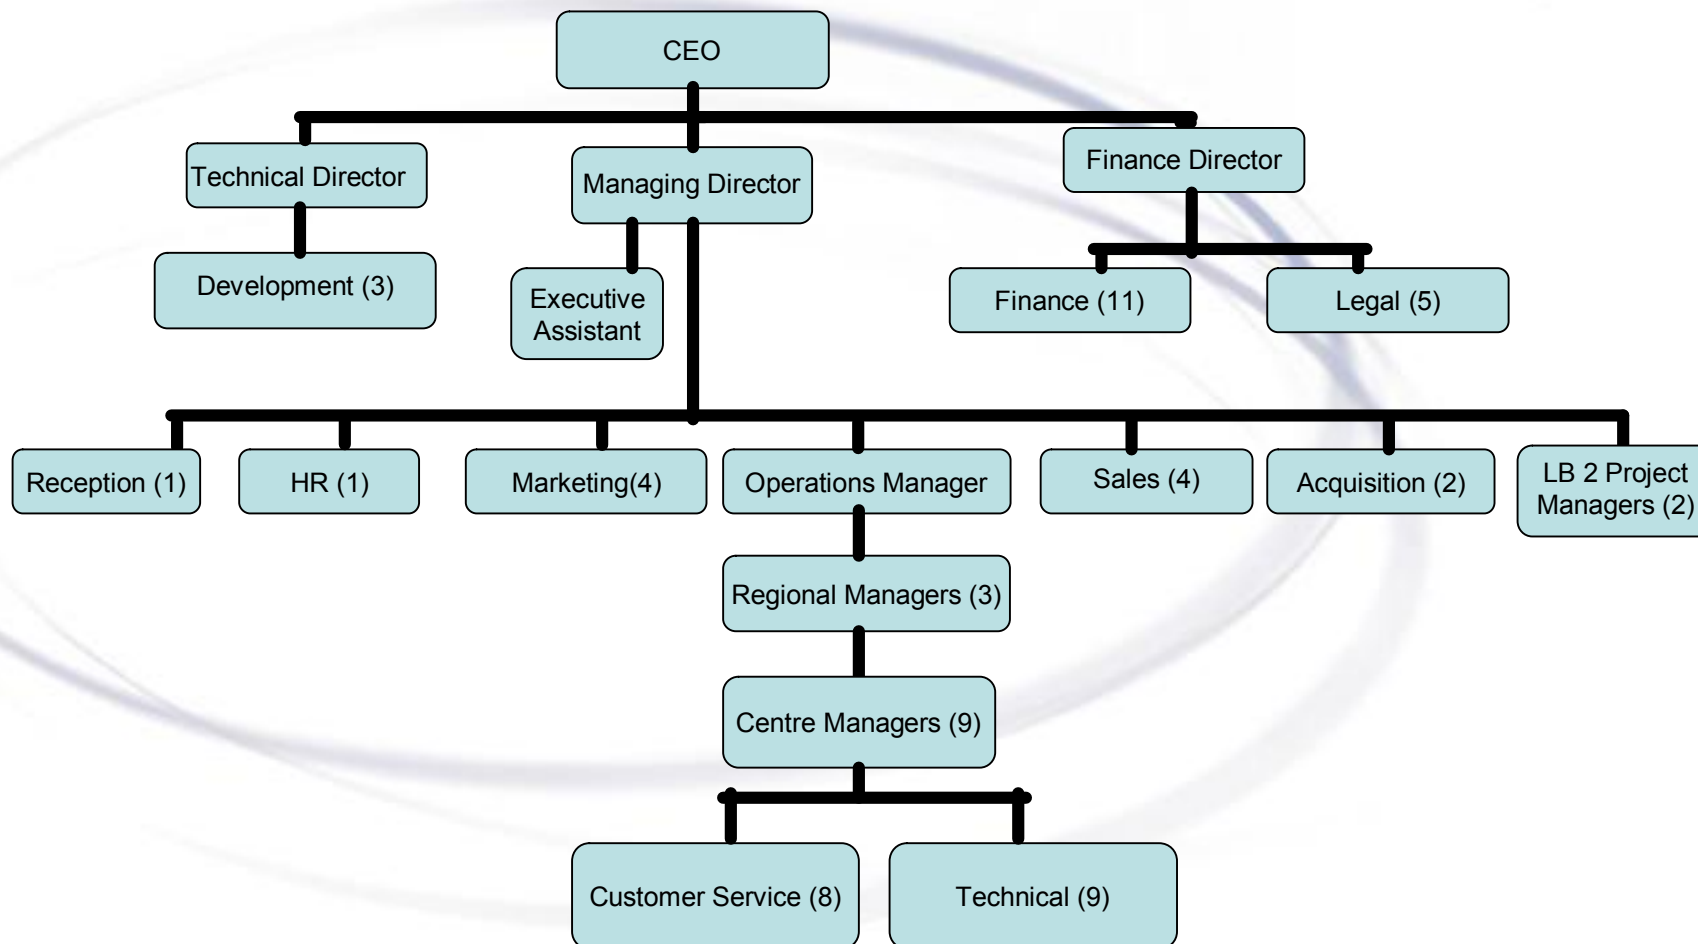 CEO
Technical Director
Managing Director
Finance Director
Development (3)
Executive
Assistant
Finance (11)
Legal (5)
Reception (1)
HR (1)
Marketing(4)
Operations Manager
Sales (4)
Acquisition (2)
LB 2 Project
Managers (2)
Regional Managers (3)
Centre Managers (9)
Customer Service (8)
Technical (9)